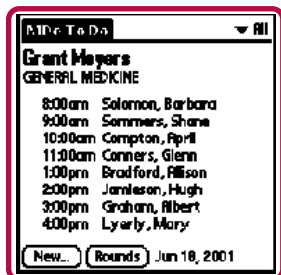 MDs To Do All
Grant Meyers
GENERAL MEDICINE
8:00am Solomon, Barbara
9:00am Sommers, Shane
10:00am Compton, April
11:00am Conners, Glenn
1:00pm Bradford, Allison
2:00pm Jamieson, Hugh
3:00pm Graham, Albert
4:00pm Lyerly, Mary
New... Rounds Jun 18, 2001